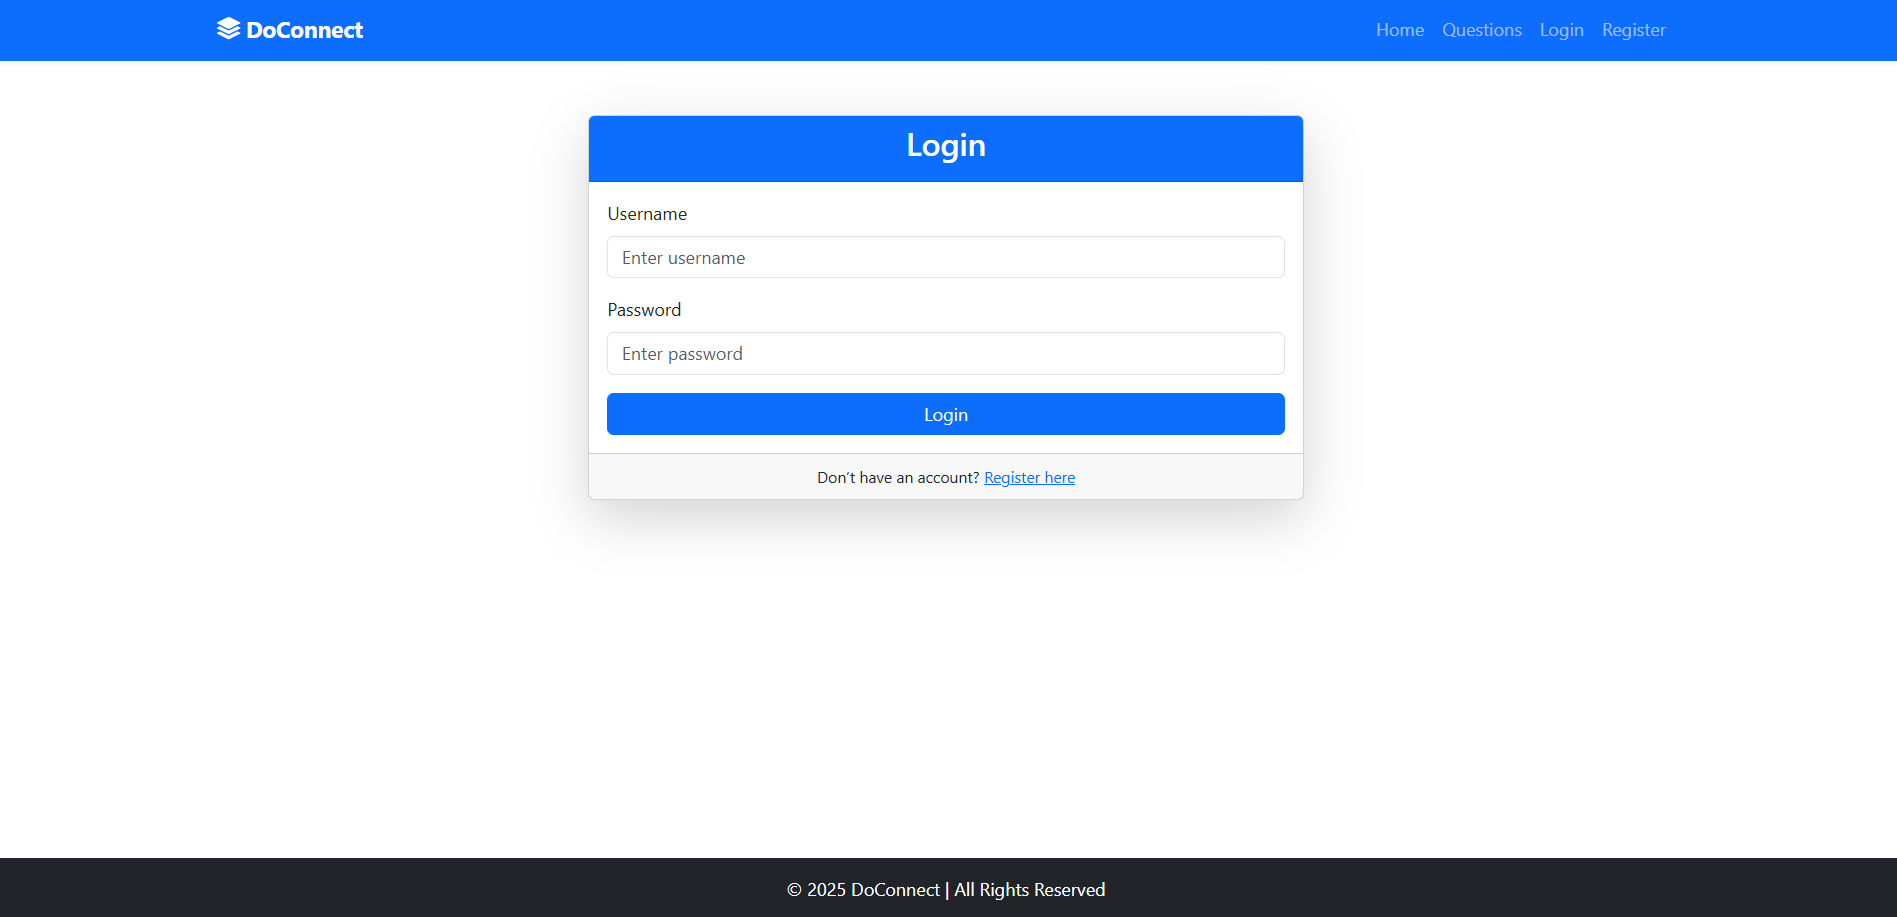 DoConnect
Home Questions Login Register
Login
Username
Enter username
Password
Enter password
Login
Don't have an account? Register here
© 2025 DoConnect | All Rights Reserved